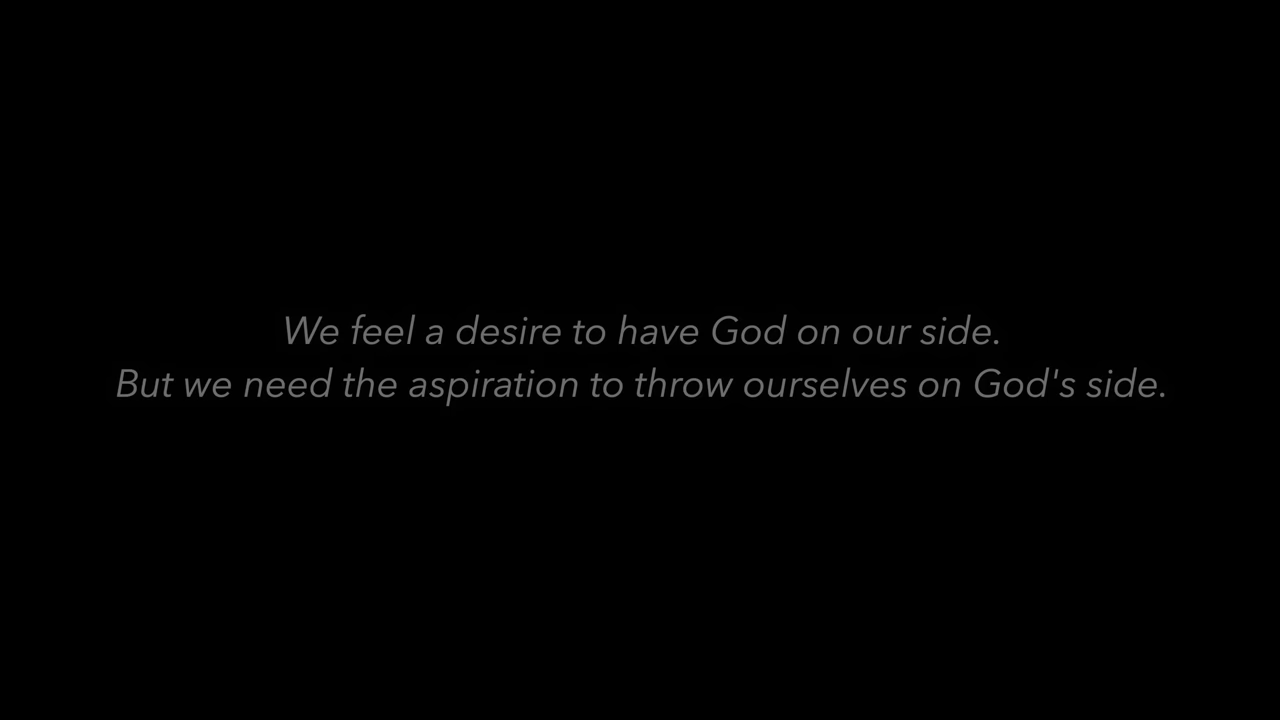 We feel a desire to have God on our side.
But we need the aspiration to throw ourselves on God's side.